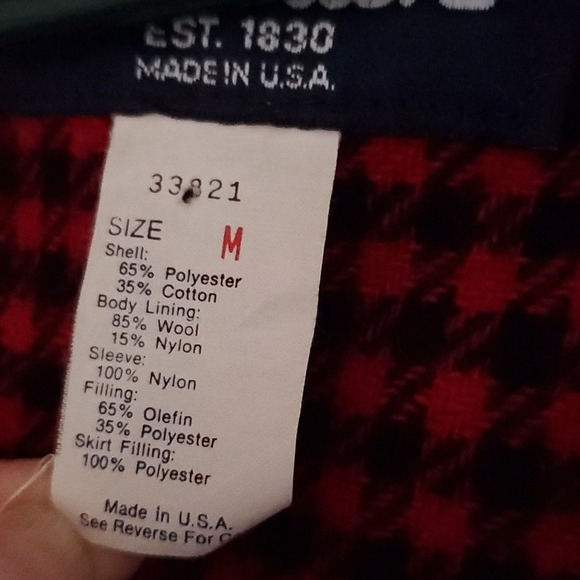 EST. 1830
MADE IN U.S.A.
33821
SIZE M
Shell:
65% Polyester
35% Cotton
Body Lining:
85% Wool
15% Nylon
Sleeve:
100% Nylon
Filling:
65% Olefin
35% Polyester
Skirt Filling:
100% Polyester
Made in U.S.A.
See Reverse For